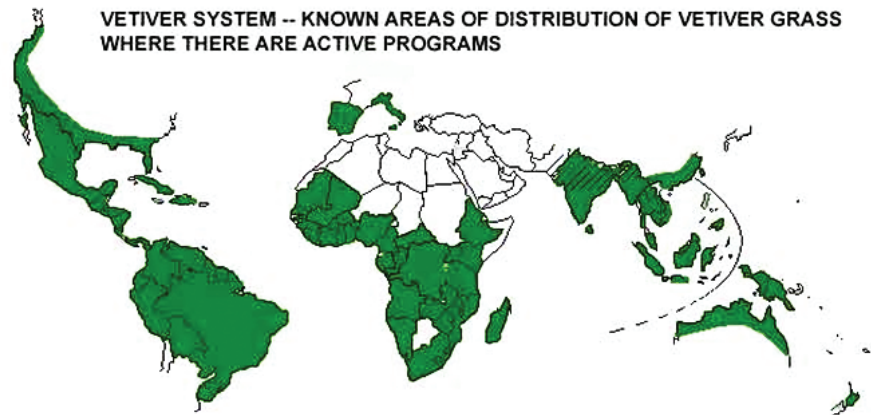 VETIVER SYSTEM -- KNOWN AREAS OF DISTRIBUTION OF VETIVER GRASS
WHERE THERE ARE ACTIVE PROGRAMS